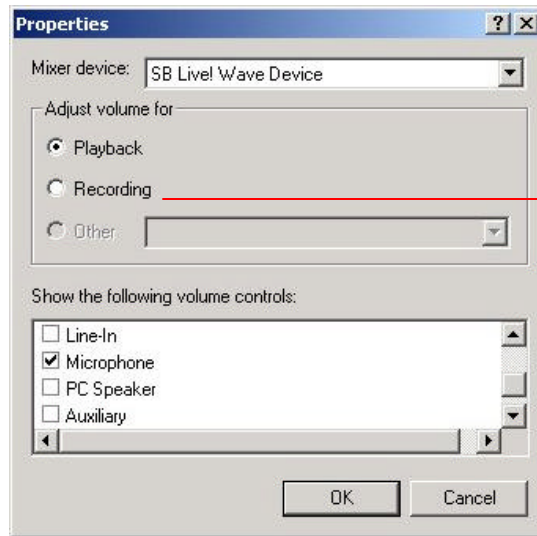 Properties
Mixer device: SB Live! Wave Device
Adjust volume for
Playback
Recording
Other
Show the following volume controls:
Line-In
Microphone
PC Speaker
Auxiliary
OK Cancel